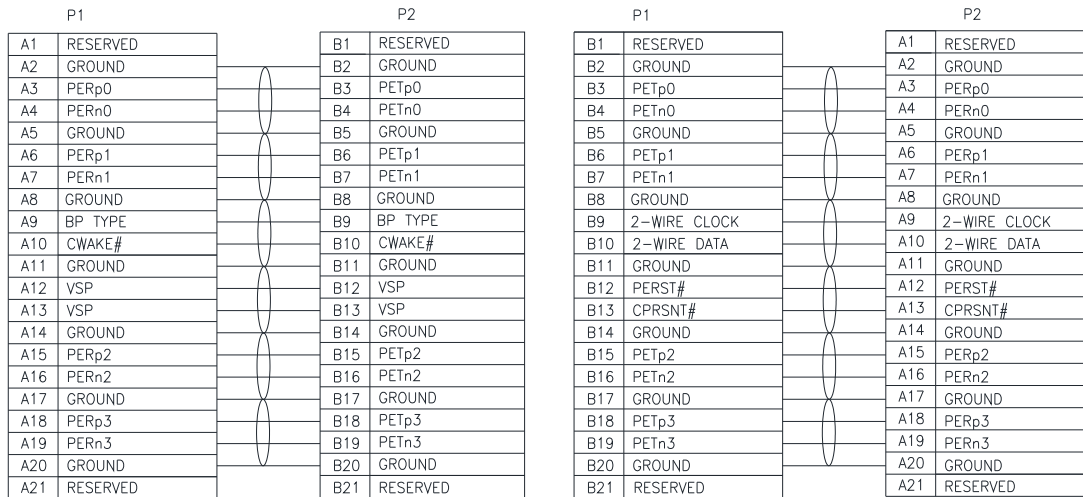 P1 P2 P1 P2
A1 RESERVED B1 RESERVED B1 RESERVED A1 RESERVED
A2 GROUND B2 GROUND B2 GROUND A2 GROUND
A3 PERp0 B3 PETp0 B3 PETp0 A3 PERp0
A4 PERn0 B4 PETn0 B4 PETn0 A4 PERn0
A5 GROUND B5 GROUND B5 GROUND A5 GROUND
A6 PERp1 B6 PETp1 B6 PETp1 A6 PERp1
A7 PERn1 B7 PETn1 B7 PETn1 A7 PERn1
A8 GROUND B8 GROUND B8 GROUND A8 GROUND
A9 BP TYPE B9 BP TYPE B9 2-WIRE CLOCK A9 2-WIRE CLOCK
A10 CWAKE# B10 CWAKE# B10 2-WIRE DATA A10 2-WIRE DATA
A11 GROUND B11 GROUND B11 GROUND A11 GROUND
A12 VSP B12 VSP B12 PERST# A12 PERST#
A13 VSP B13 VSP B13 CPRSNT# A13 CPRSNT#
A14 GROUND B14 GROUND B14 GROUND A14 GROUND
A15 PERp2 B15 PETp2 B15 PETp2 A15 PERp2
A16 PERn2 B16 PETn2 B16 PETn2 A16 PERn2
A17 GROUND B17 GROUND B17 GROUND A17 GROUND
A18 PERp3 B18 PETp3 B18 PETp3 A18 PERp3
A19 PERn3 B19 PETn3 B19 PETn3 A19 PERn3
A20 GROUND B20 GROUND B20 GROUND A20 GROUND
A21 RESERVED B21 RESERVED B21 RESERVED A21 RESERVED